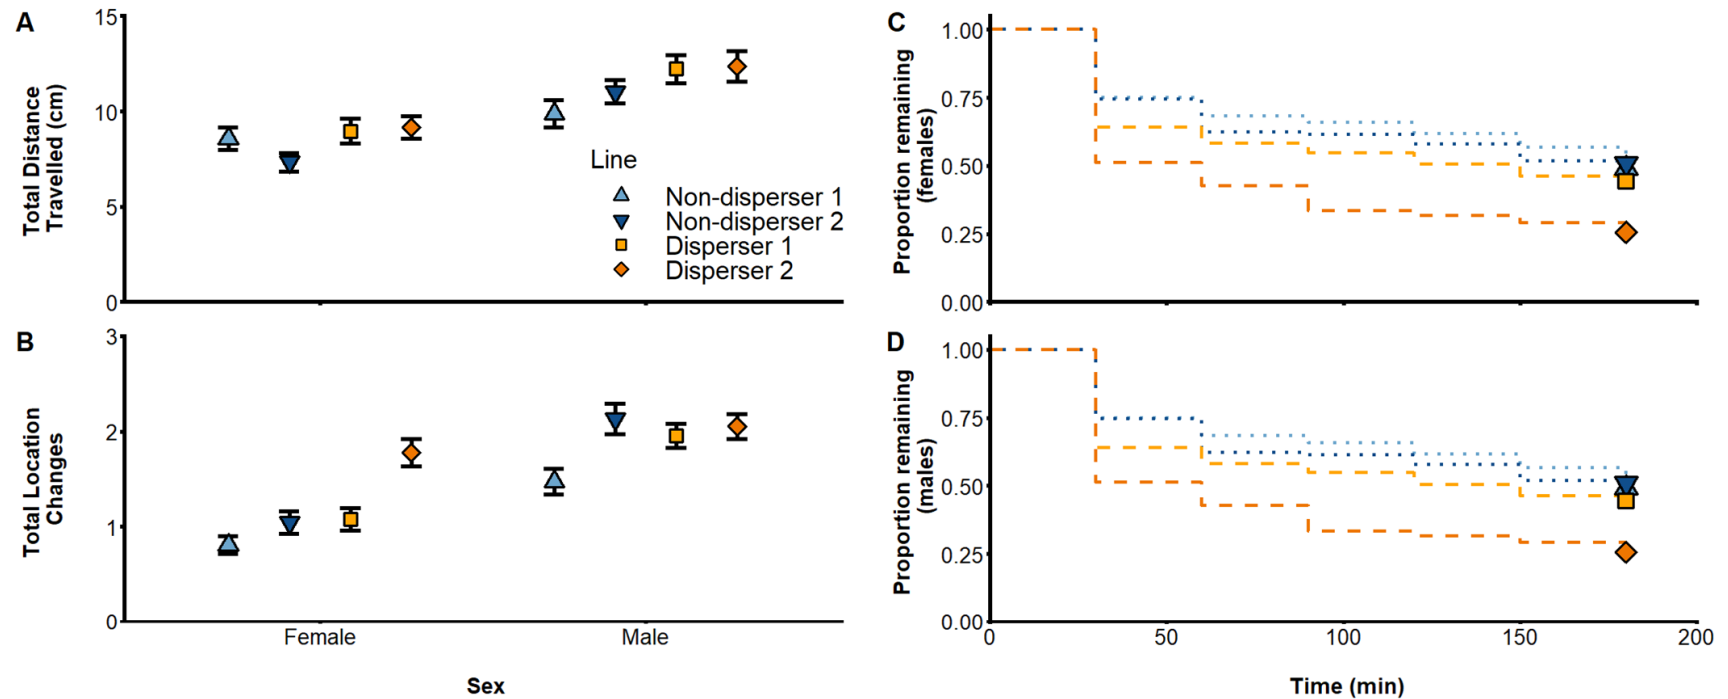 A
15
10
5
0
Total Distance
Travelled (cm)
Line
Non-disperser 1
Non-disperser 2
Disperser 1
Disperser 2
B
3
2
1
0
Total Location
Changes
Female
Male
Sex
C
1.00
0.75
0.50
0.25
0.00
Proportion remaining
(females)
D
1.00
0.75
0.50
0.25
0.00
Proportion remaining
(males)
0
50
100
150
200
Time (min)